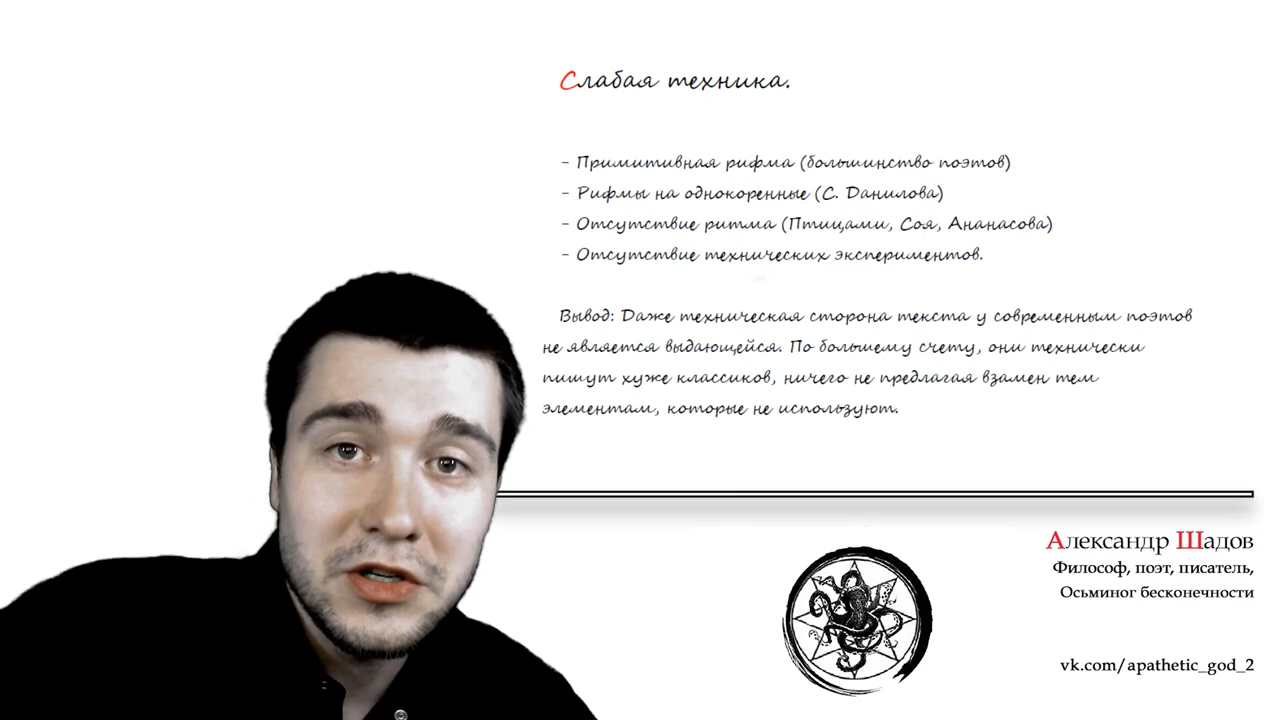 Слабая техника.
- Примитивная рифма (большинство поэтов)
- Рифмы на однокоренные (С. Данилова)
- Отсутствие ритма (Птицами, Соя, Ананасова)
- Отсутствие технических экспериментов.
Вывод: Даже техническая сторона текста у современным поэтов
не является выдающейся. По большему счету, они технически
пишут хуже классиков, ничего не предлагая взамен тем
элементам, которые не используют.
Александр Шадов
Философ, поэт, писатель,
Осьминог бесконечности
vk.com/apathetic_god_2